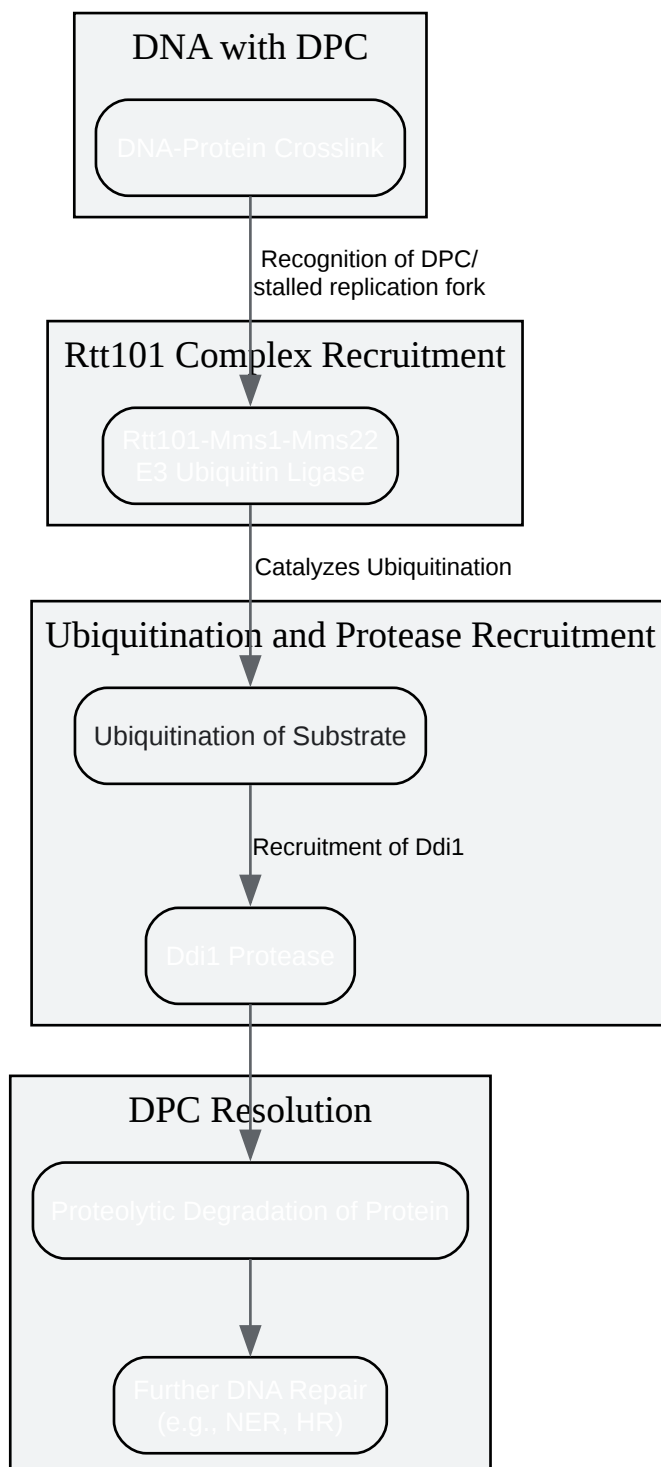 DNA with DPC
DNA-Protein Crosslink
Recognition of DPC/
stalled replication fork
Rtt101 Complex Recruitment
Rtt101-Mms1-Mms22
E3 Ubiquitin Ligase
Catalyzes Ubiquitination
Ubiquitination and Protease Recruitment
Ubiquitination of Substrate
Recruitment of Ddi1
Ddi1 Protease
DPC Resolution
Proteolytic Degradation of Protein
Further DNA Repair
(e.g., NER, HR)